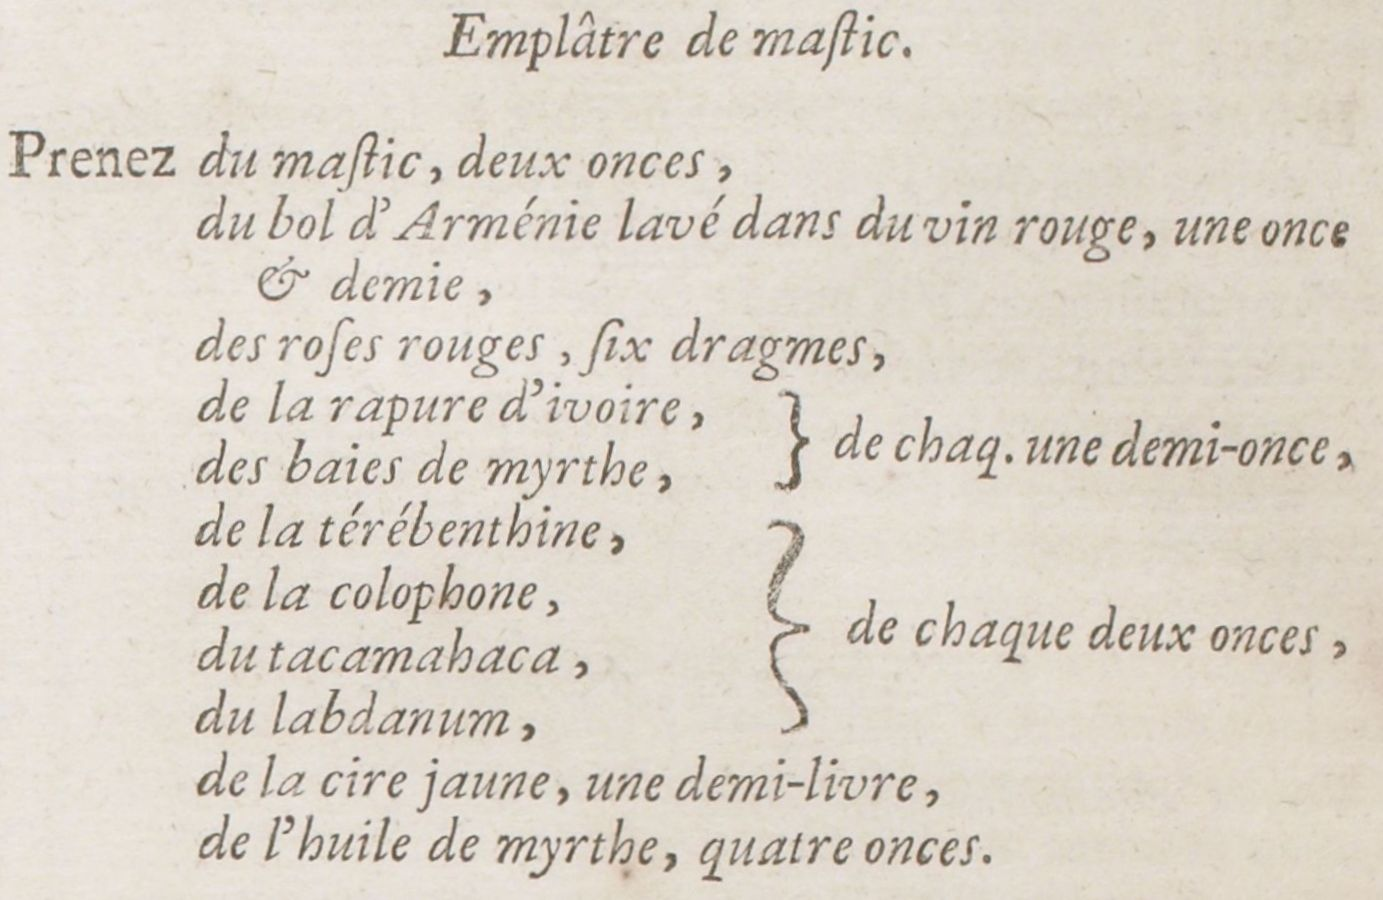 Emplâtre de maſtic.
Prenez du maſtic, deux onces,
du bol d'Arménie lavé dans du vin rouge, une once
& demie,
des roſes rouges, ſix dragmes,
de la rapure d'ivoire,
des baies de myrthe,
de chaq. une demi-once,
de la térébenthine,
de la colophone,
du tacamahaca,
du labdanum,
de chaque deux onces,
de la cire jaune, une demi-livre,
de l'huile de myrthe, quatre onces.